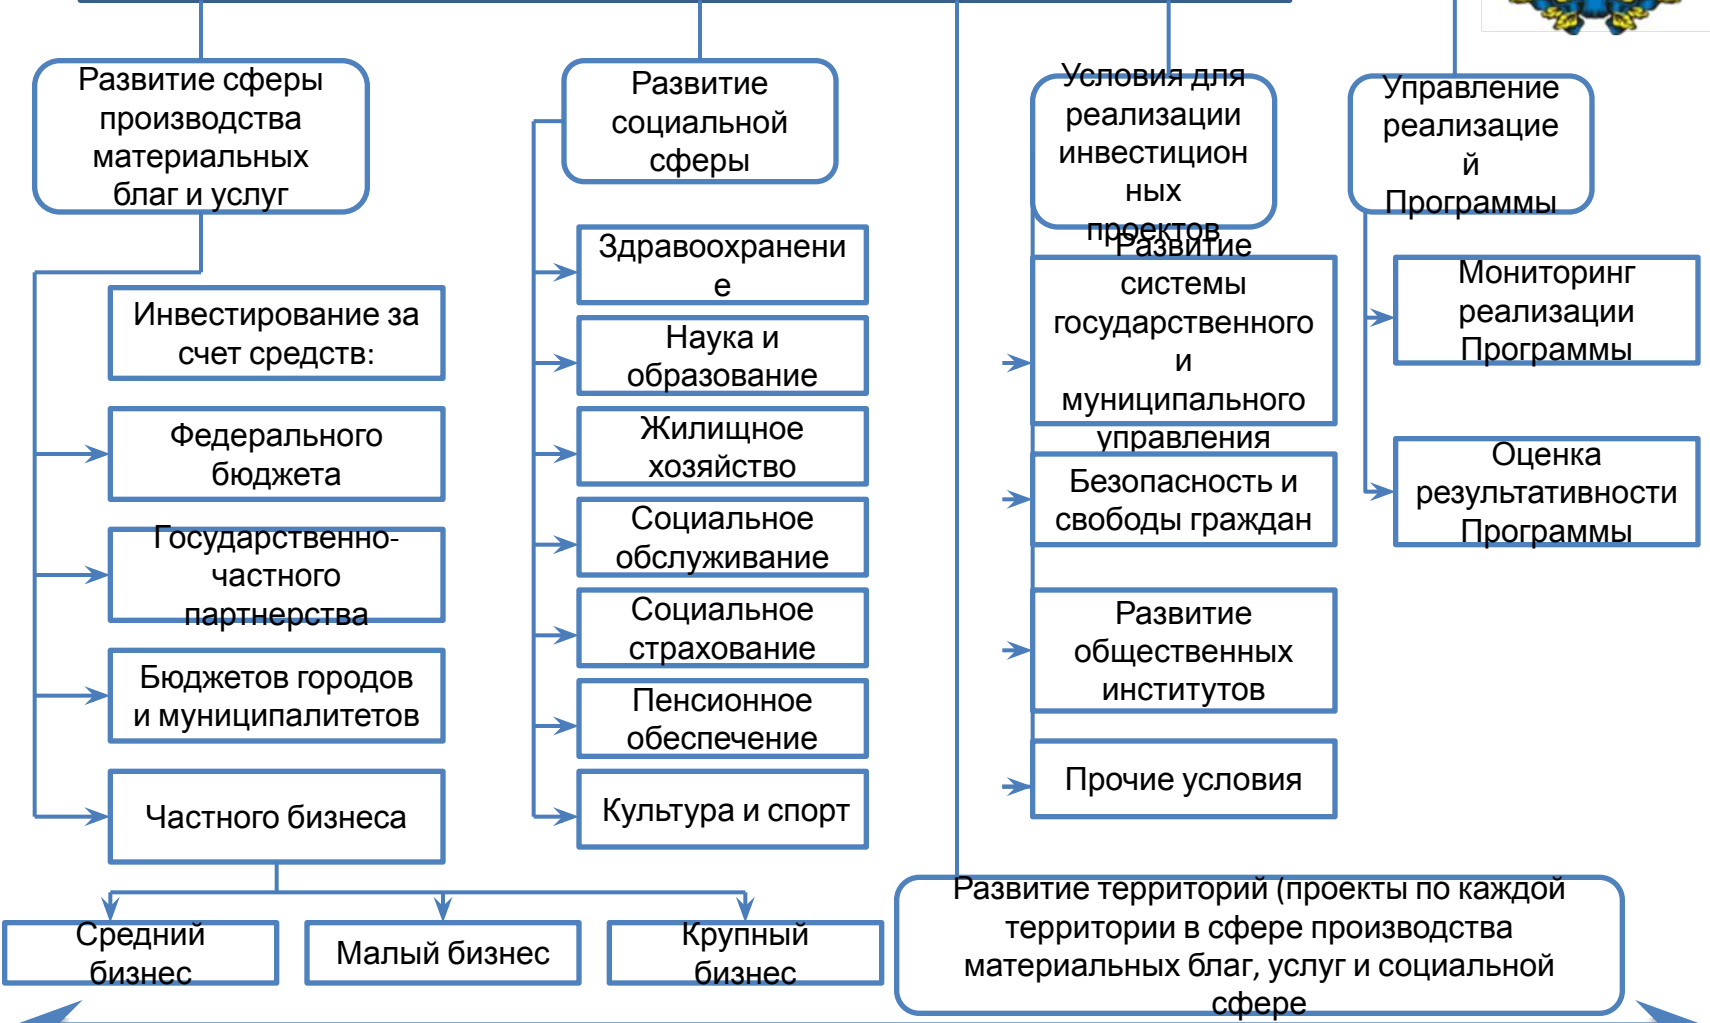 Развитие сферы
производства
материальных
благ и услуг
Инвестирование за
счет средств:
Федерального
бюджета
Государственно-
частного
партнерства
Бюджетов городов
и муниципалитетов
Частного бизнеса
Средний
бизнес
Малый бизнес
Крупный
бизнес
Развитие
социальной
сферы
Здравоохранени
е
Наука и
образование
Жилищное
хозяйство
Социальное
обслуживание
Социальное
страхование
Пенсионное
обеспечение
Культура и спорт
Условия для
реализации
инвестицион
ных
проектов
Развитие
системы
государственного
и
муниципального
управления
Безопасность и
свободы граждан
Развитие
общественных
институтов
Прочие условия
Управление
реализацие
й
Программы
Мониторинг
реализации
Программы
Оценка
результативности
Программы
Развитие территорий (проекты по каждой
территории в сфере производства
материальных благ, услуг и социальной
сфере